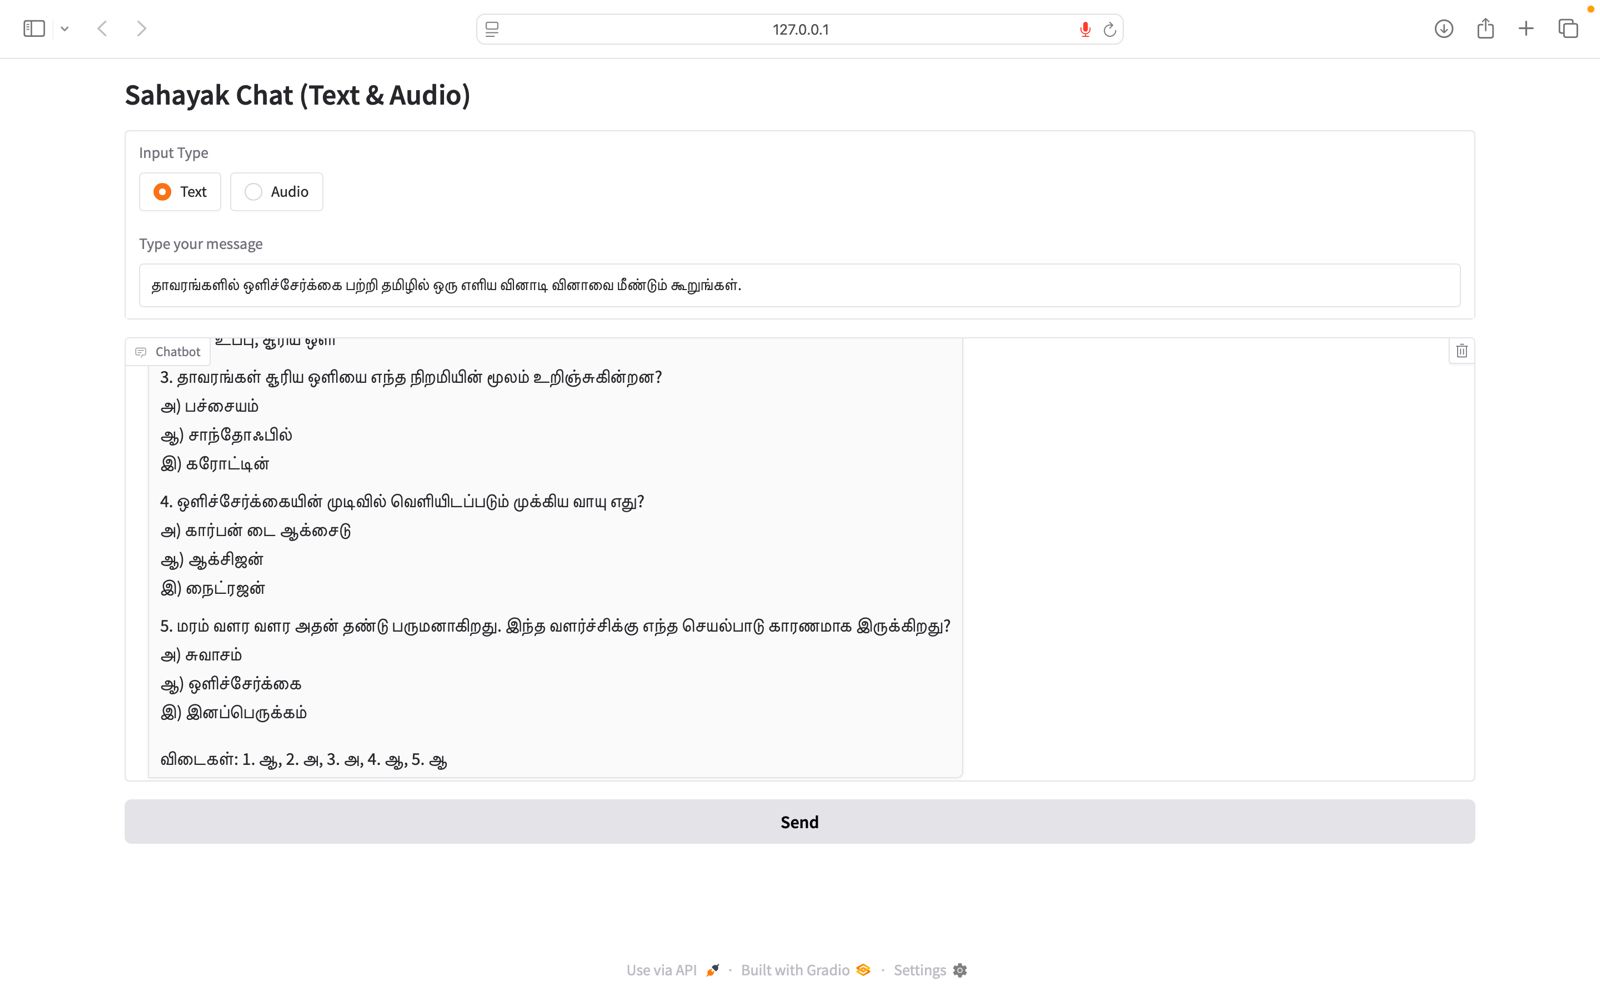 127.0.0.1
Sahayak Chat (Text & Audio)
Input Type
Text
Audio
Type your message
தாவரங்களில் ஒளிச்சேர்க்கை பற்றி தமிழில் ஒரு எளிய வினாடி வினாவை மீண்டும் கூறுங்கள்.
Chatbot
உப்பு, சூரிய ஒளி
3. தாவரங்கள் சூரிய ஒளியை எந்த நிறமியின் மூலம் உறிஞ்சுகின்றன?
அ) பச்சையம்
ஆ) சாந்தோஃபில்
இ) கரோட்டின்
4. ஒளிச்சேர்க்கையின் முடிவில் வெளியிடப்படும் முக்கிய வாயு எது?
அ) கார்பன் டை ஆக்சைடு
ஆ) ஆக்சிஜன்
இ) நைட்ரஜன்
5. மரம் வளர வளர அதன் தண்டு பருமனாகிறது. இந்த வளர்ச்சிக்கு எந்த செயல்பாடு காரணமாக இருக்கிறது?
அ) சுவாசம்
ஆ) ஒளிச்சேர்க்கை
இ) இனப்பெருக்கம்
விடைகள்: 1. ஆ, 2. அ, 3. அ, 4. ஆ, 5. ஆ
Send
Use via API · Built with Gradio · Settings